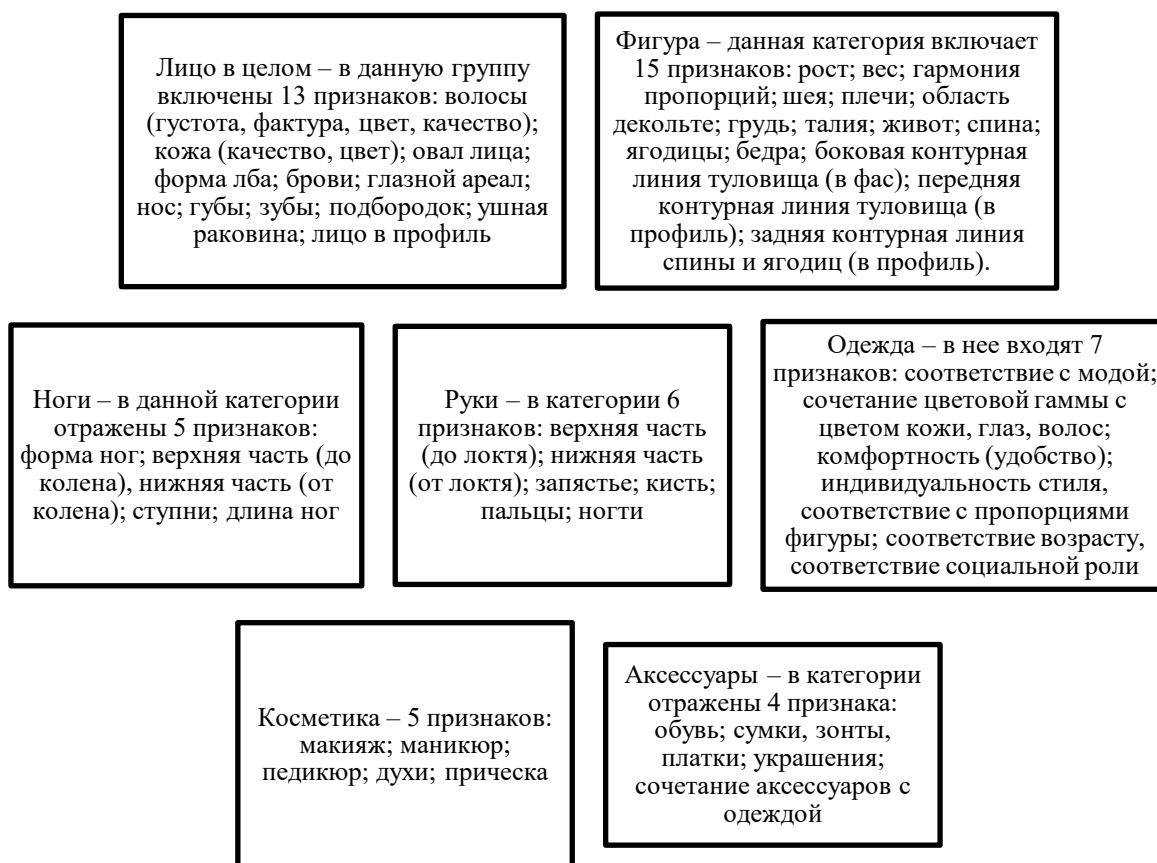 Лицо в целом – в данную группу
включены 13 признаков: волосы
(густота, фактура, цвет, качество);
кожа (качество, цвет); овал лица;
форма лба; брови; глазной ареал;
нос; губы; зубы; подбородок; ушная
раковина; лицо в профиль
Фигура – данная категория включает
15 признаков: рост; вес; гармония
пропорций; шея; плечи; область
декольте; грудь; талия; живот; спина;
ягодицы; бедра; боковая контурная
линия туловища (в фас); передняя
контурная линия туловища (в
профиль); задняя контурная линия
спины и ягодиц (в профиль).
Ноги – в данной категории
отражены 5 признаков:
форма ног; верхняя часть (до
колена), нижняя часть (от
колена); ступни; длина ног
Руки – в категории 6
признаков: верхняя часть
(до локтя); нижняя часть
(от локтя); запястье; кисть;
пальцы; ногти
Одежда – в нее входят 7
признаков: соответствие с модой;
сочетание цветовой гаммы с
цветом кожи, глаз, волос;
комфортность (удобство);
индивидуальность стиля,
соответствие с пропорциями
фигуры; соответствие возрасту,
соответствие социальной роли
Косметика – 5 признаков:
макияж; маникюр;
педикюр; духи; прическа
Аксессуары – в категории
отражены 4 признака:
обувь; сумки, зонты,
платки; украшения;
сочетание аксессуаров с
одеждой